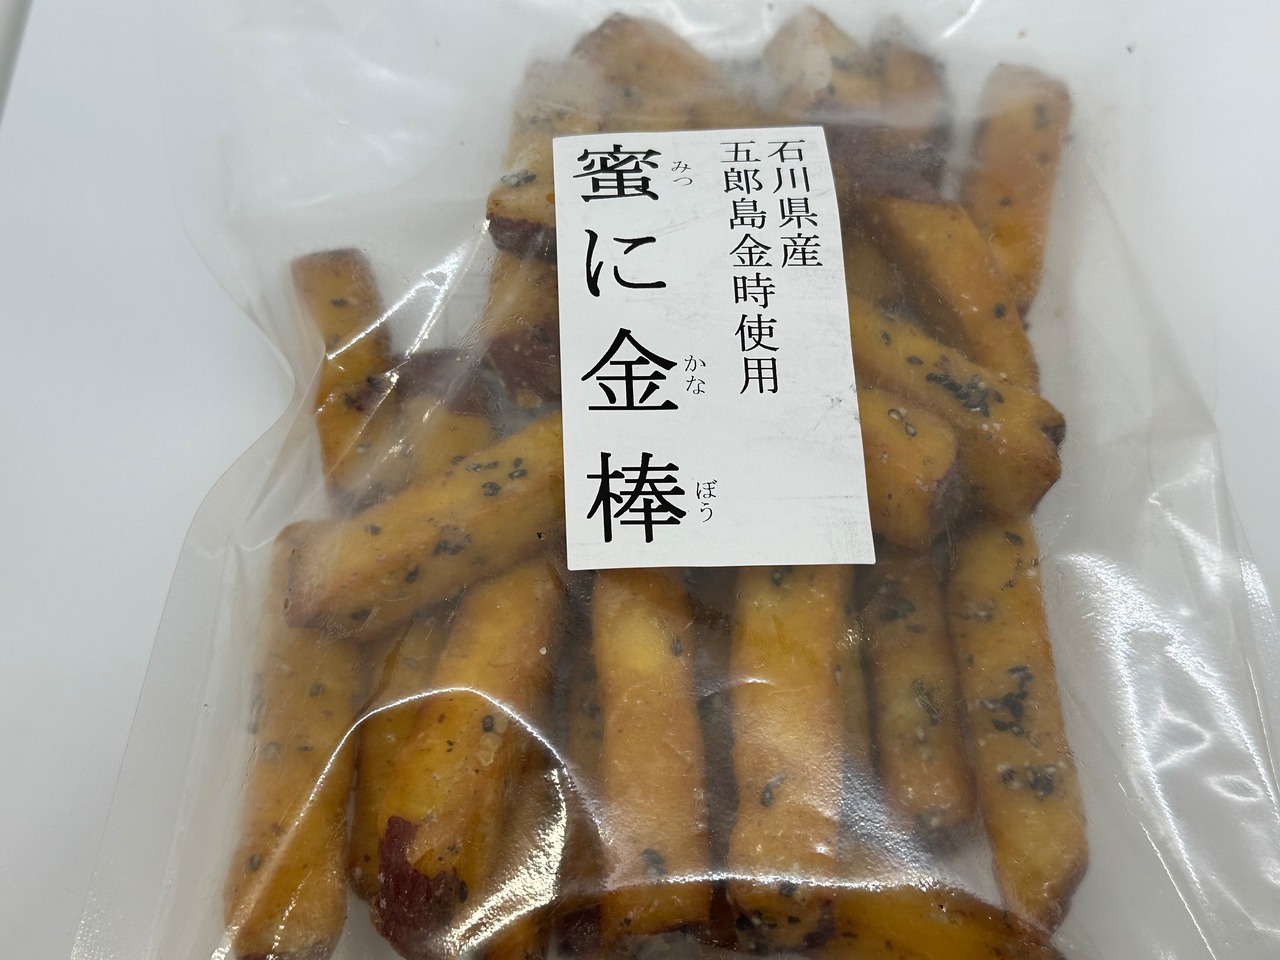 石川県産
五郎島金時使用
蜜に金棒
みつ
かな
ぼう